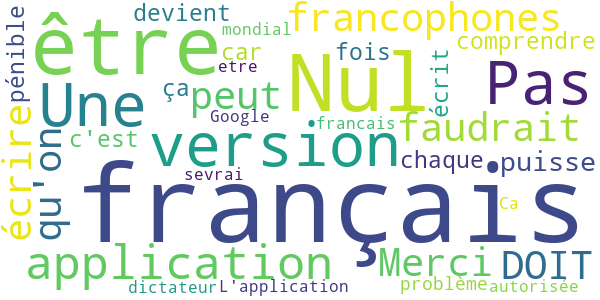 pénible
être
devient
francophones
mondial
car
fois
comprendre
etre
écrit
Nul
Pas
ça
Une
peut
Google
francais
faudrait
écrire
qu'on
c'est
version
chaque
puisse
sevrai
français
Ca
application
Merci
DOIT
dictateur
L'application
problème
autorisée